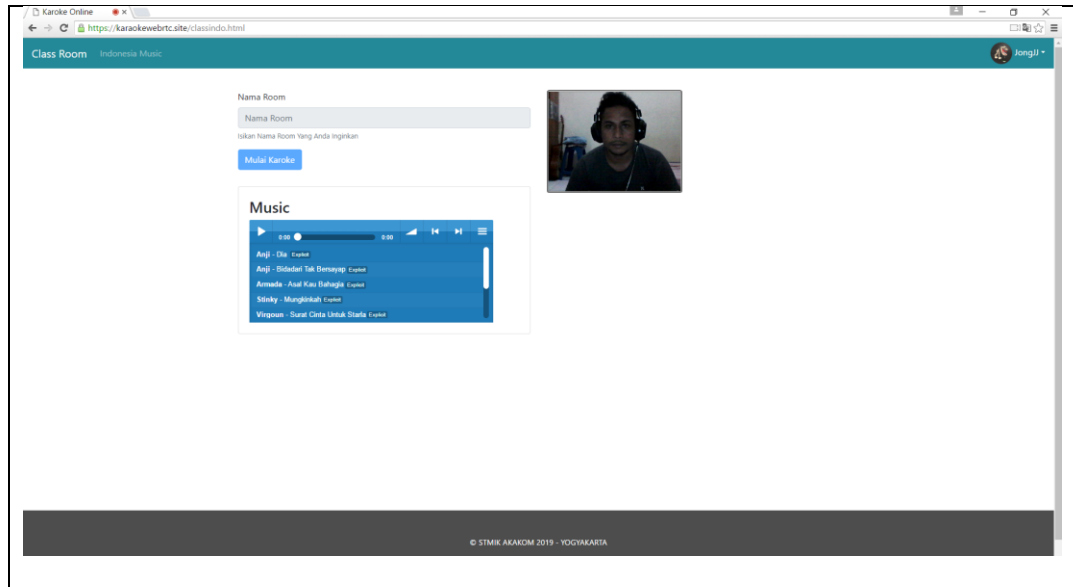 Karoke Online
https://karaokewebrtc.site/classindo.html
Class Room Indonesia Music JongJJ
Nama Room
Nama Room
Isikan Nama Room Yang Anda Inginkan
Mulai Karoke
Music
0:00 0:00
Anji - Dia Explicit
Anji - Bidadari Tak Bersayap Explicit
Armada - Asal Kau Bahagia Explicit
Stinky - Mungkinkah Explicit
Virgoun - Surat Cinta Untuk Starla Explicit
© STMIK AKAKOM 2019 - YOGYAKARTA